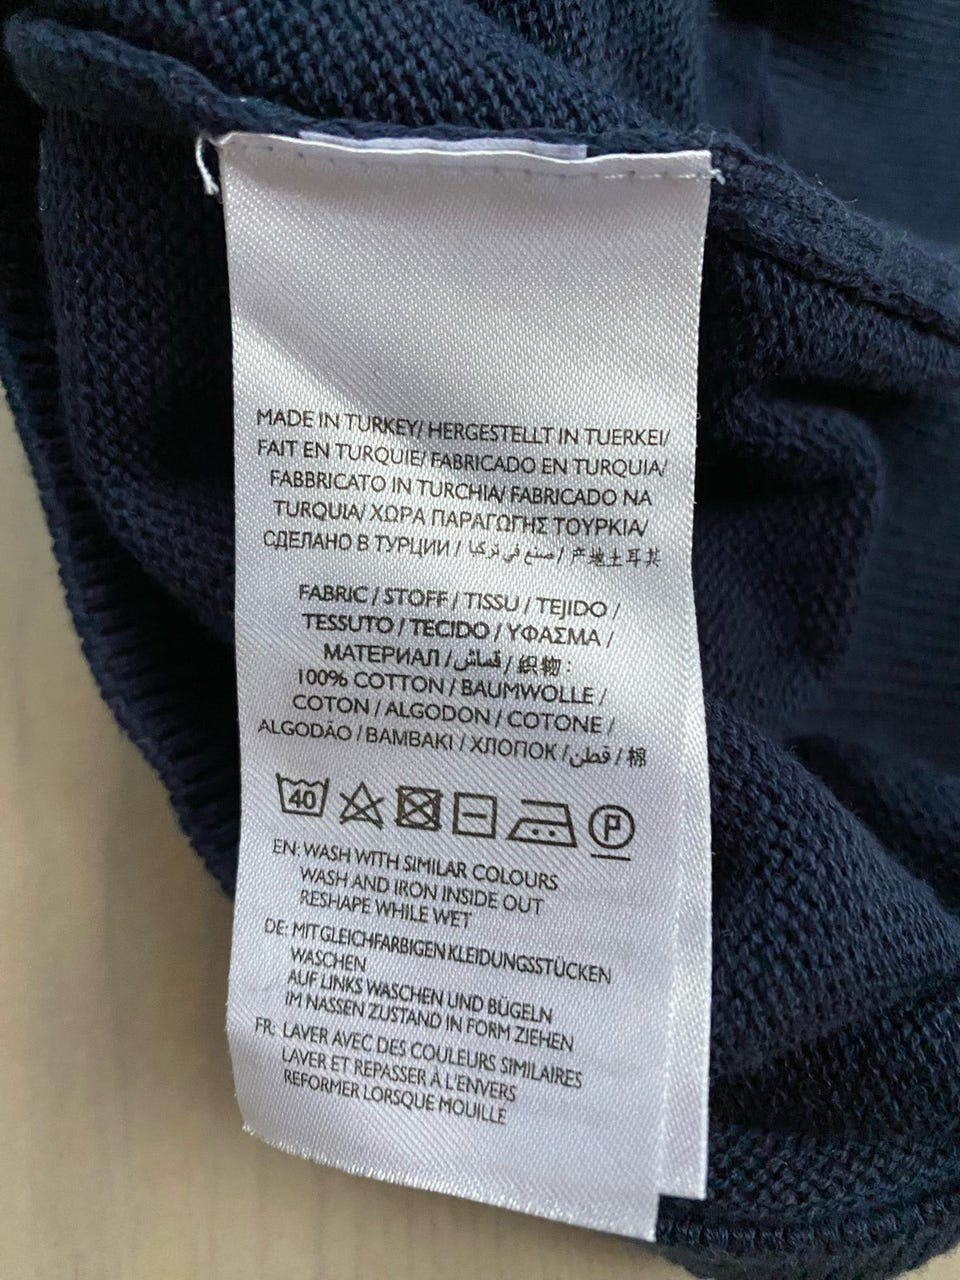 MADE IN TURKEY/ HERGESTELLT IN TUERKEI/
FAIT EN TURQUIE/ FABRICADO EN TURQUIA/
FABBRICATO IN TURCHIA/ FABRICADO NA
TURQUIA/ ΧΩΡΑ ΠΑΡΑΓΩΓΗΣ ΤΟΥΡΚΙΑ/
СДЕЛАНО В ТУРЦИИ / صنع في تركيا / 产地土耳其
FABRIC / STOFF / TISSU / TEJIDO /
TESSUTO / TECIDO / ΥΦΑΣΜΑ /
МАТЕРИАЛ / قماش / 织物:
100% COTTON / BAUMWOLLE /
COTON / ALGODON / COTONE /
ALGODÃO / BAMBAKI / ХЛОПОК / قطن / 棉
40 P
EN: WASH WITH SIMILAR COLOURS
WASH AND IRON INSIDE OUT
RESHAPE WHILE WET
DE: MIT GLEICHFARBIGEN KLEIDUNGSSTÜCKEN
WASCHEN
AUF LINKS WASCHEN UND BÜGELN
IM NASSEN ZUSTAND IN FORM ZIEHEN
FR: LAVER AVEC DES COULEURS SIMILAIRES
LAVER ET REPASSER À L'ENVERS
REFORMER LORSQUE MOUILLE